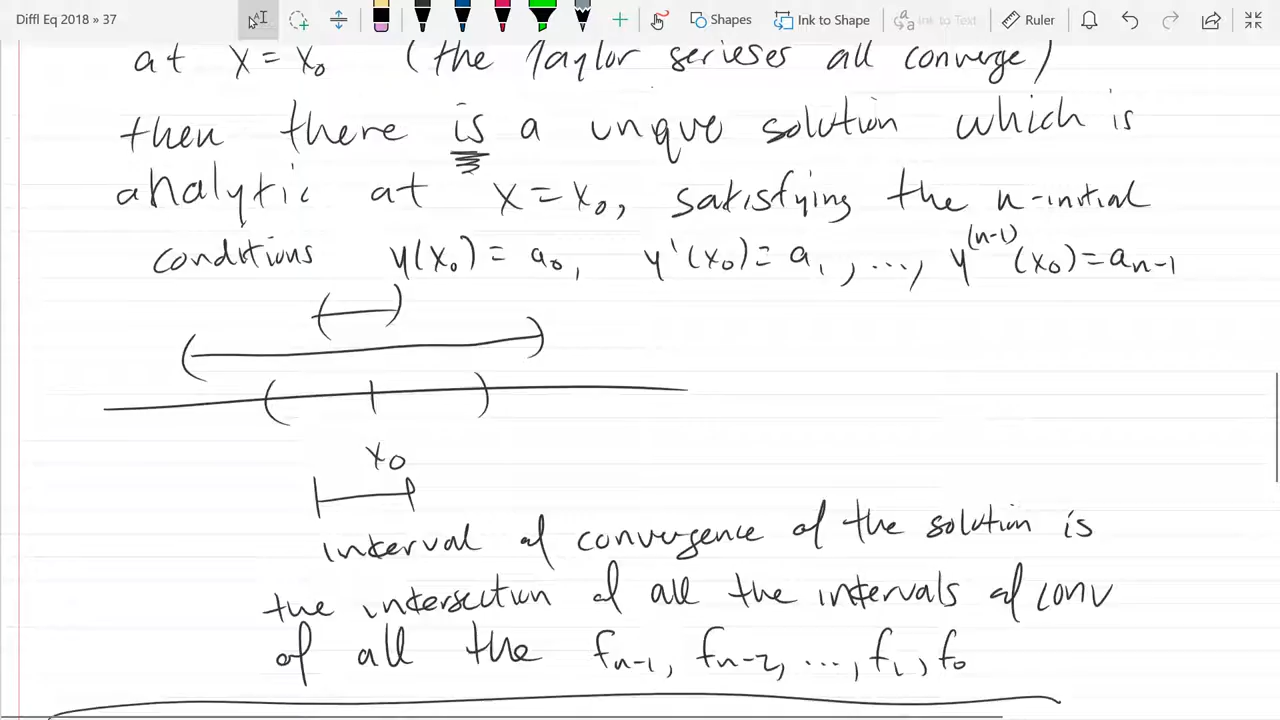 Diffl Eq 2018 » 37
Shapes
Ink to Shape
Ink to Text
Ruler
at x = x₀ (the Taylor serieses all converge)
then there is a unque solution which is
analytic at x = x₀, satisfying the n-initial
conditions y(x₀) = a₀, y'(x₀) = a₁, ..., y⁽ⁿ⁻¹⁾(x₀) = aₙ₋₁
x₀
interval of convergence of the solution is
the intersection of all the intervals of conv
of all the fₙ₋₁, fₙ₋₂, ..., f₁, f₀